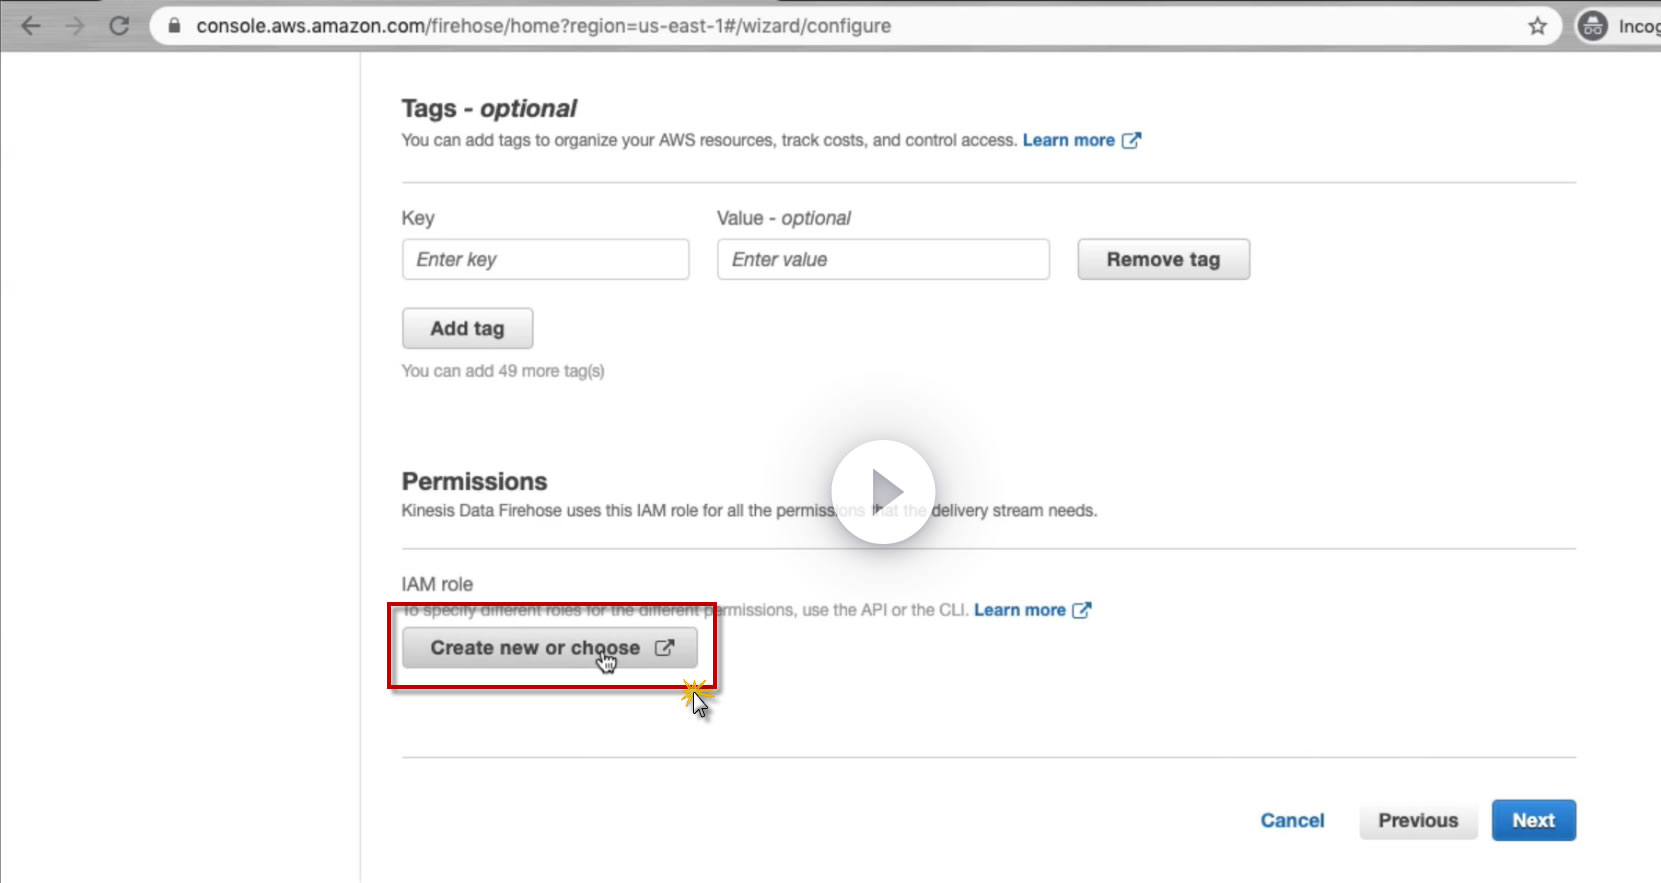 console.aws.amazon.com/firehose/home?region=us-east-1#/wizard/configure
Incog
Tags - optional
You can add tags to organize your AWS resources, track costs, and control access. Learn more
Key
Value - optional
Enter key
Enter value
Remove tag
Add tag
You can add 49 more tag(s)
Permissions
Kinesis Data Firehose uses this IAM role for all the permissions that the delivery stream needs.
IAM role
To specify different roles for the different permissions, use the API or the CLI. Learn more
Create new or choose
Cancel
Previous
Next